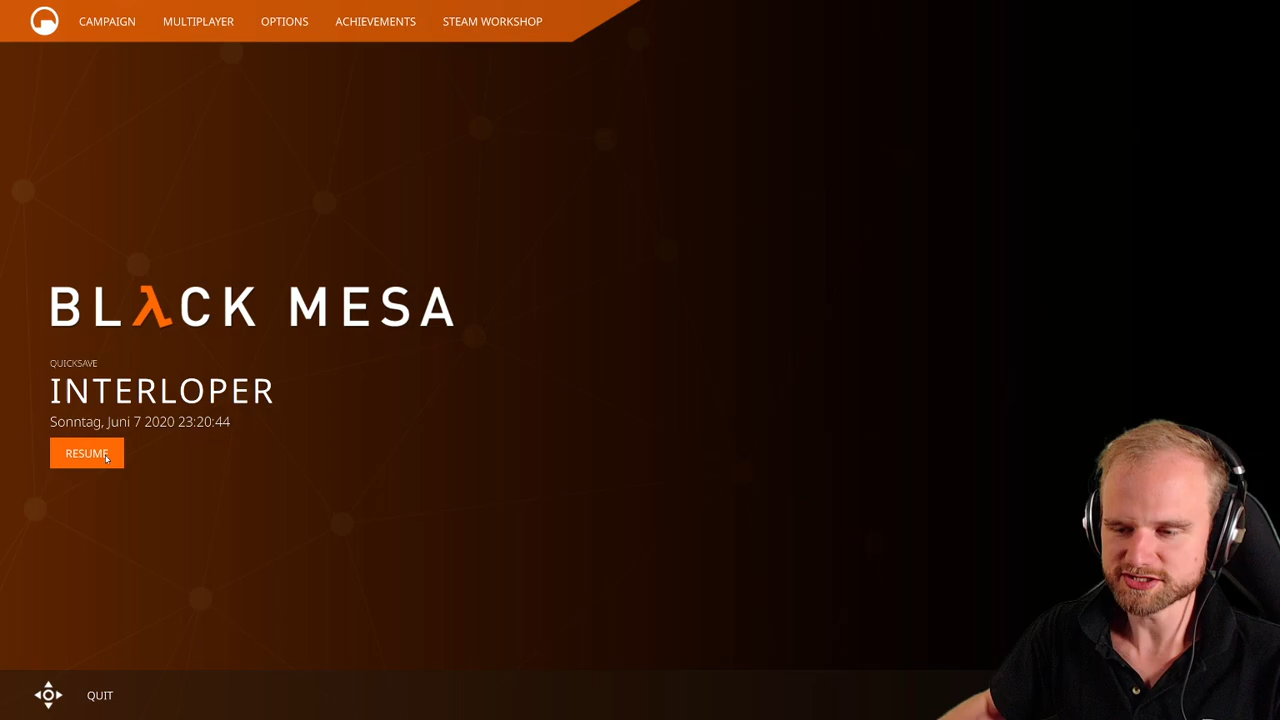 CAMPAIGN MULTIPLAYER OPTIONS ACHIEVEMENTS STEAM WORKSHOP
BLλCK MESA
QUICKSAVE
INTERLOPER
Sonntag, Juni 7 2020 23:20:44
RESUME
QUIT